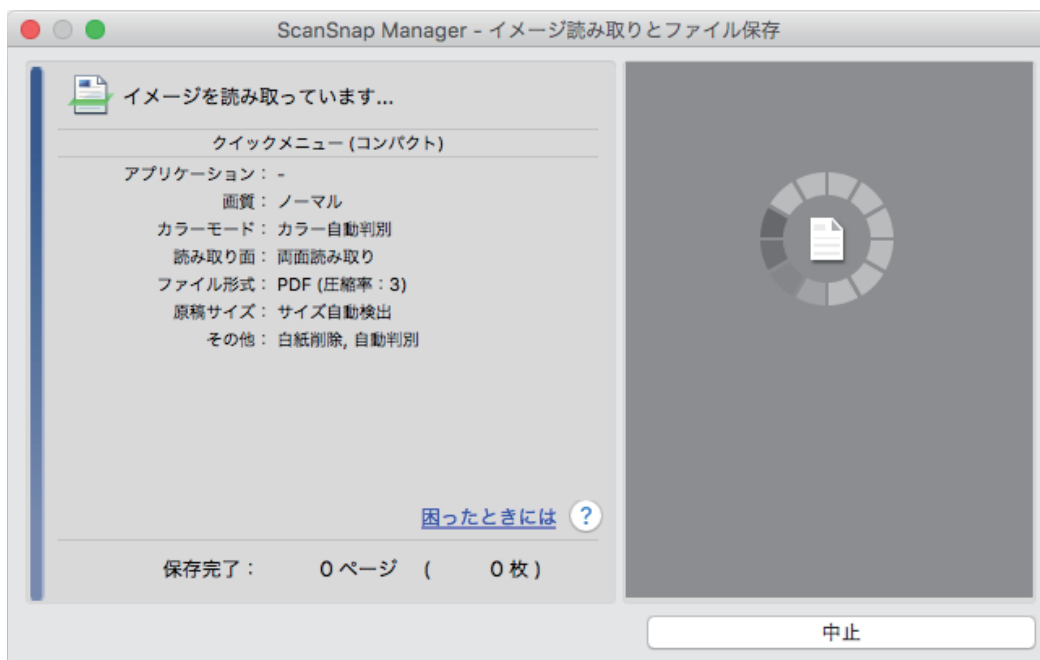 ScanSnap Manager - イメージ読み取りとファイル保存
イメージを読み取っています...
クイックメニュー (コンパクト)
アプリケーション： -
画質： ノーマル
カラーモード： カラー自動判別
読み取り面： 両面読み取り
ファイル形式： PDF (圧縮率：3)
原稿サイズ： サイズ自動検出
その他： 白紙削除, 自動判別
困ったときには ?
保存完了： 0 ページ ( 0 枚 )
中止